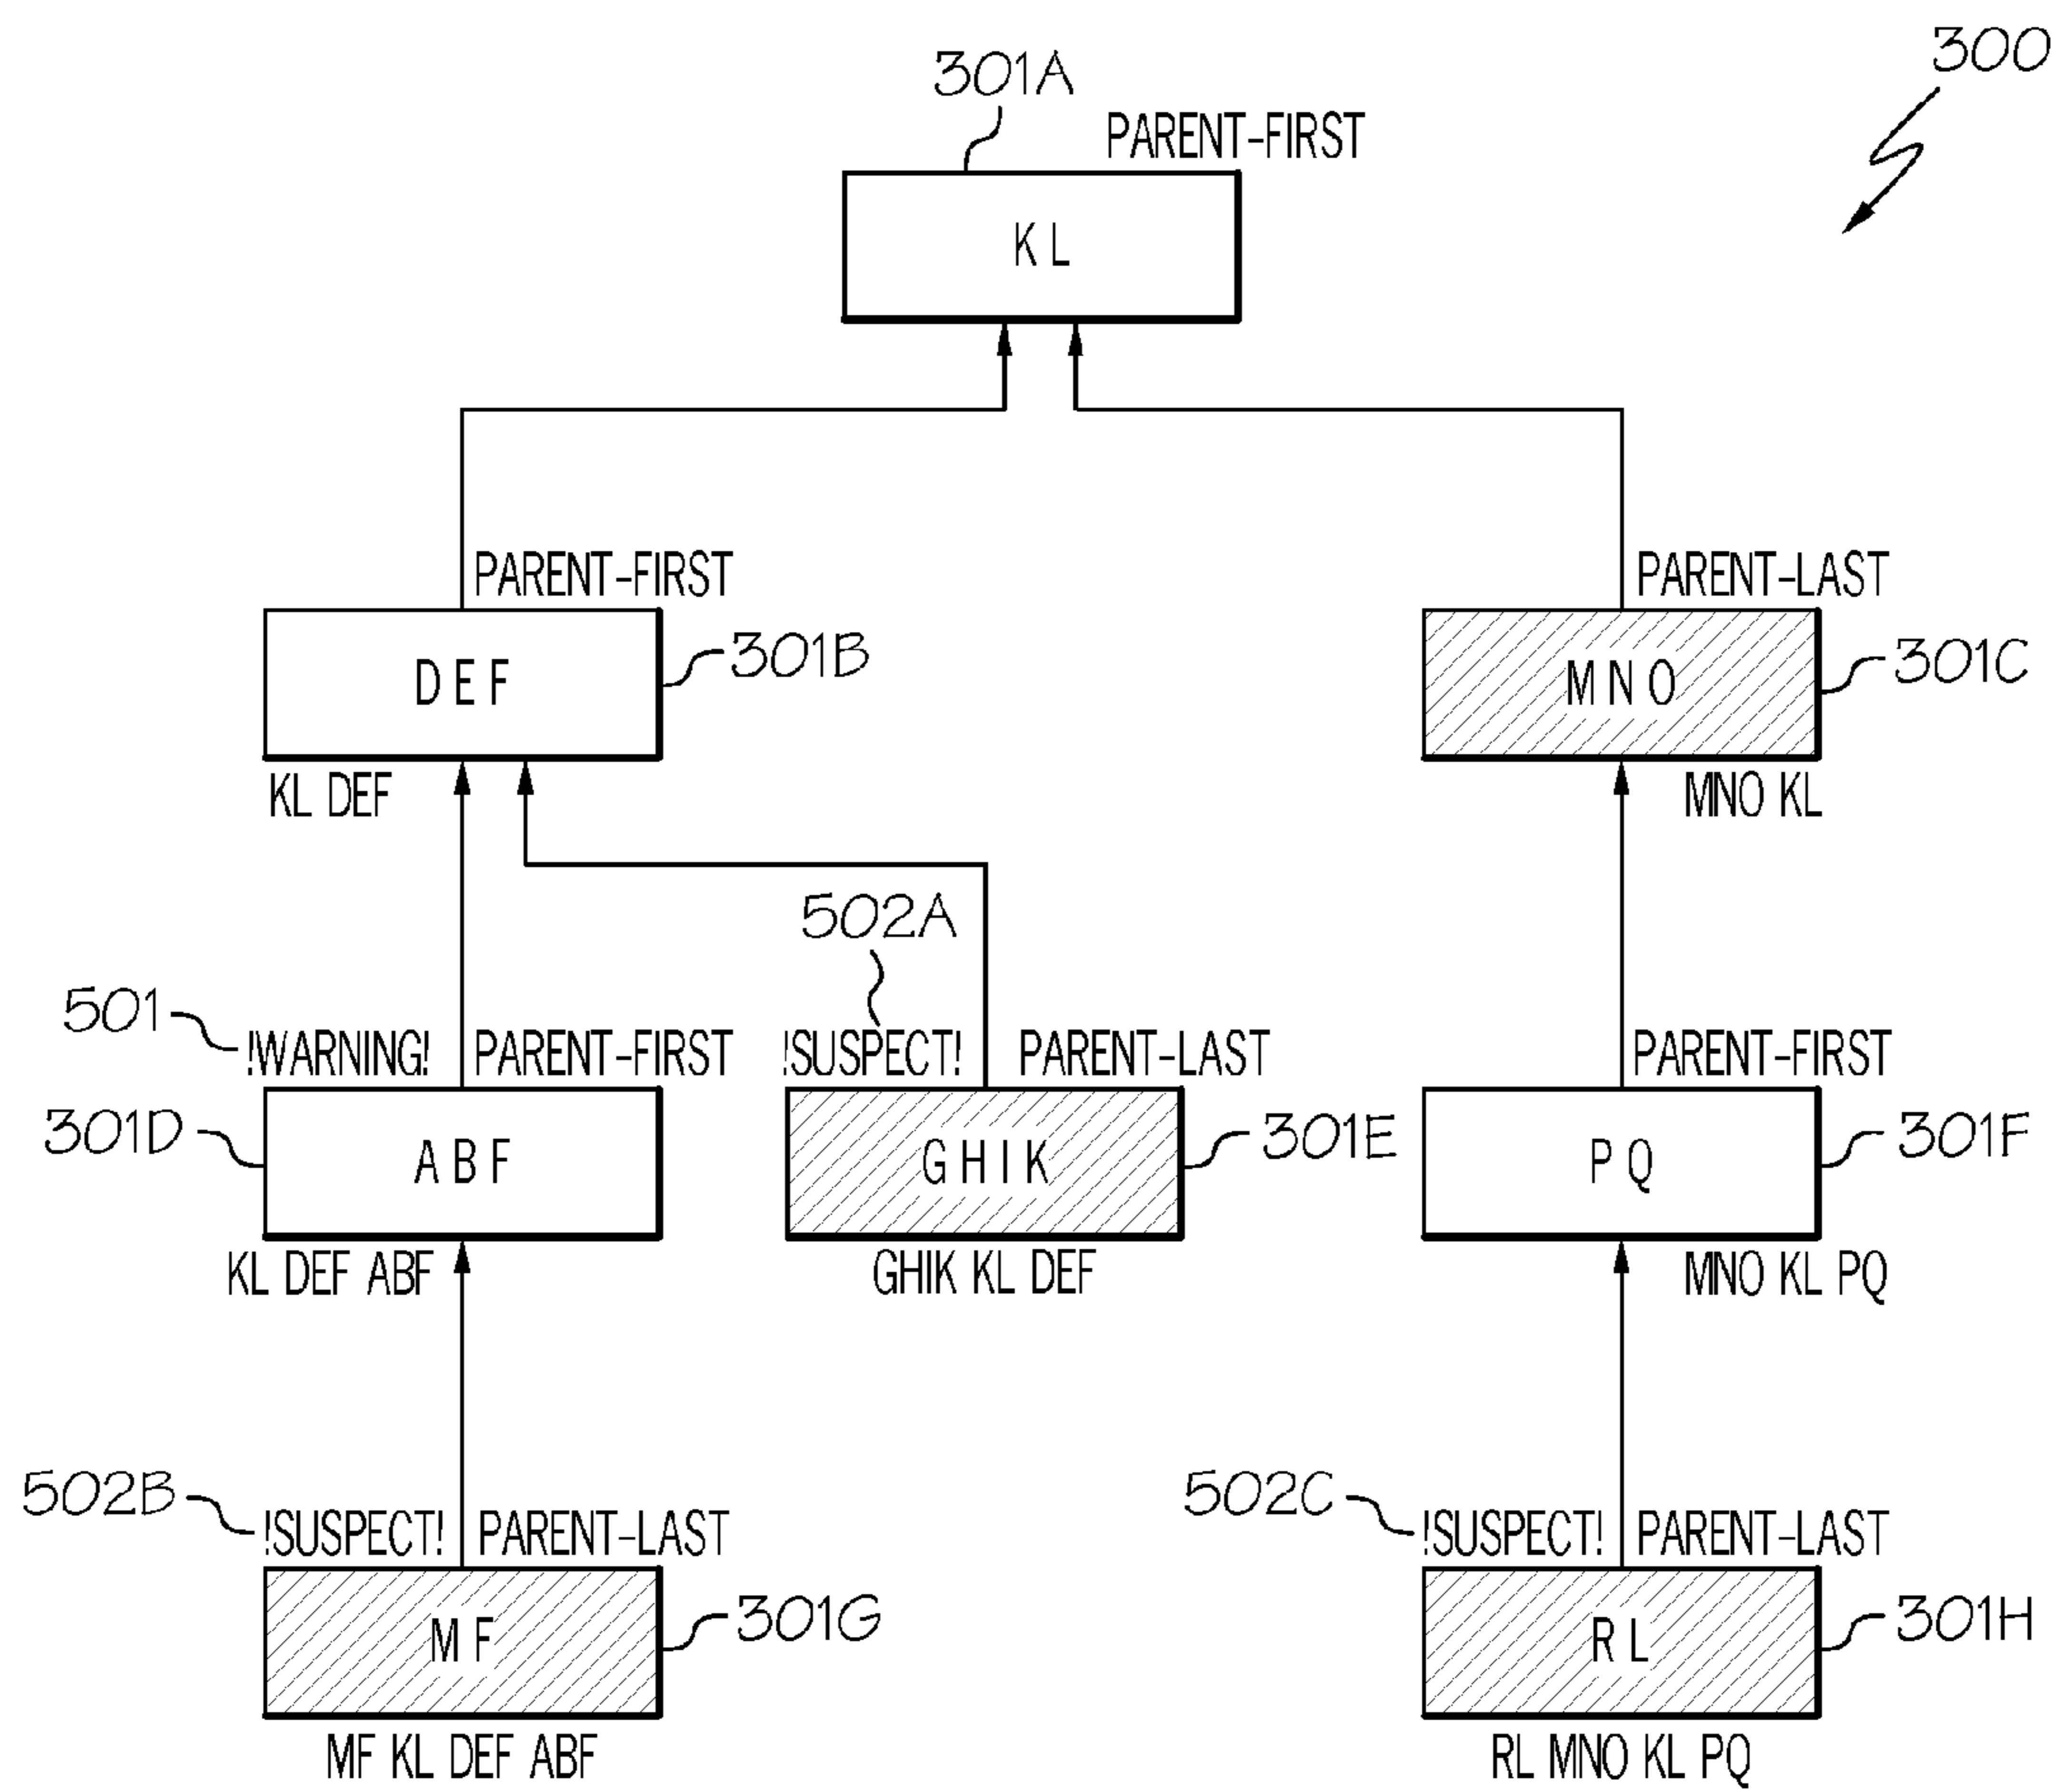 300
301A
PARENT-FIRST
K L
PARENT-FIRST
PARENT-LAST
D E F
301B
M N O
301C
KL DEF
MNO KL
502A
501
!WARNING!
PARENT-FIRST
!SUSPECT!
PARENT-LAST
PARENT-FIRST
301D
A B F
G H I K
301E
P Q
301F
KL DEF ABF
GHIK KL DEF
MNO KL PQ
502B
!SUSPECT!
PARENT-LAST
502C
!SUSPECT!
PARENT-LAST
M F
301G
R L
301H
MF KL DEF ABF
RL MNO KL PQ